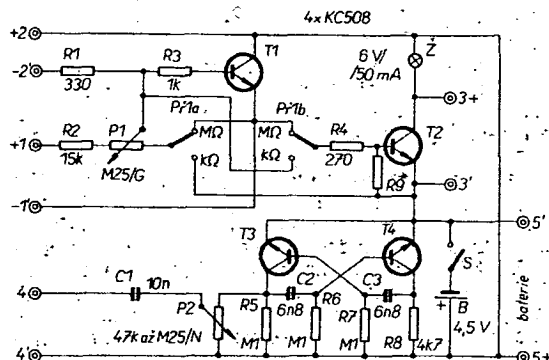 4x KC508
+2
R1
R3
T1
6 V/
/50 mA
Ž
-2'
330
1k
3+
Př1a
Př1b
+1
R2
P1
MΩ
MΩ
R4
T2
15k
kΩ
kΩ
270
M25/G
R9
3'
-1'
5'
T3
T4
S
4
C1
10n
C2
C3
baterie
6n8
6n8
B
P2
R5
R6
R7
R8
+
4,5 V
47k až M25/N
M1
M1
M1
4k7
4'
5+